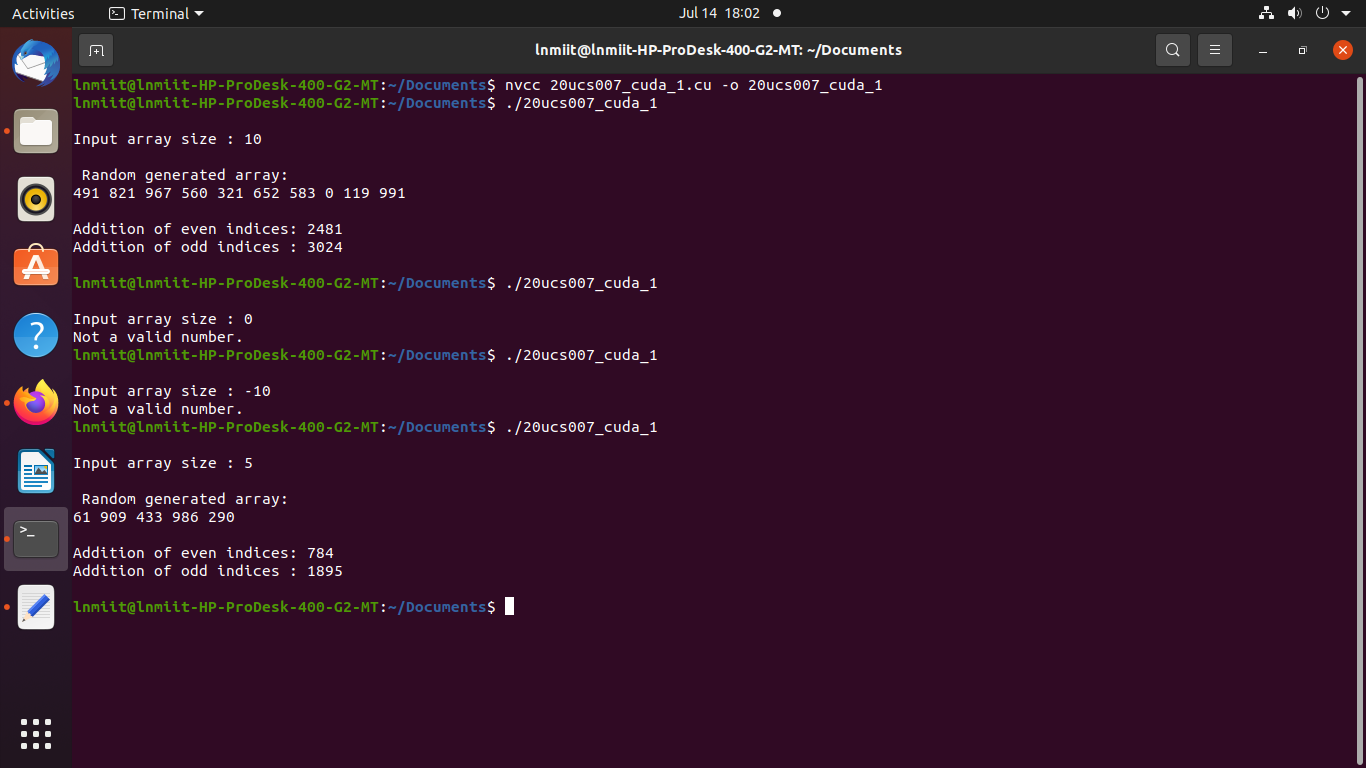 Activities
Terminal
Jul 14 18:02
lnmiit@lnmiit-HP-ProDesk-400-G2-MT: ~/Documents
lnmiit@lnmiit-HP-ProDesk-400-G2-MT:~/Documents$ nvcc 20ucs007_cuda_1.cu -o 20ucs007_cuda_1
lnmiit@lnmiit-HP-ProDesk-400-G2-MT:~/Documents$ ./20ucs007_cuda_1
Input array size : 10
Random generated array:
491 821 967 560 321 652 583 0 119 991
Addition of even indices: 2481
Addition of odd indices : 3024
lnmiit@lnmiit-HP-ProDesk-400-G2-MT:~/Documents$ ./20ucs007_cuda_1
Input array size : 0
Not a valid number.
lnmiit@lnmiit-HP-ProDesk-400-G2-MT:~/Documents$ ./20ucs007_cuda_1
Input array size : -10
Not a valid number.
lnmiit@lnmiit-HP-ProDesk-400-G2-MT:~/Documents$ ./20ucs007_cuda_1
Input array size : 5
Random generated array:
61 909 433 986 290
Addition of even indices: 784
Addition of odd indices : 1895
lnmiit@lnmiit-HP-ProDesk-400-G2-MT:~/Documents$